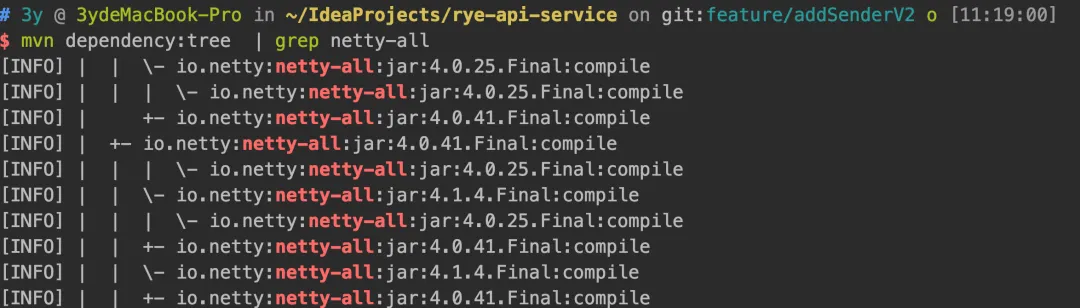 # 3y @ 3ydeMacBook-Pro in ~/IdeaProjects/rye-api-service on git:feature/addSenderV2 o [11:19:00]
$ mvn dependency:tree  | grep netty-all
[INFO] |  |  \- io.netty:netty-all:jar:4.0.25.Final:compile
[INFO] |  |  |  \- io.netty:netty-all:jar:4.0.25.Final:compile
[INFO] |     +- io.netty:netty-all:jar:4.0.41.Final:compile
[INFO] |  +- io.netty:netty-all:jar:4.0.41.Final:compile
[INFO] |  |  |  \- io.netty:netty-all:jar:4.0.25.Final:compile
[INFO] |  |  \- io.netty:netty-all:jar:4.1.4.Final:compile
[INFO] |  |  |  \- io.netty:netty-all:jar:4.0.25.Final:compile
[INFO] |  |  +- io.netty:netty-all:jar:4.0.41.Final:compile
[INFO] |  |  \- io.netty:netty-all:jar:4.1.4.Final:compile
[INFO] |  |  +- io.netty:netty-all:jar:4.0.41.Final:compile